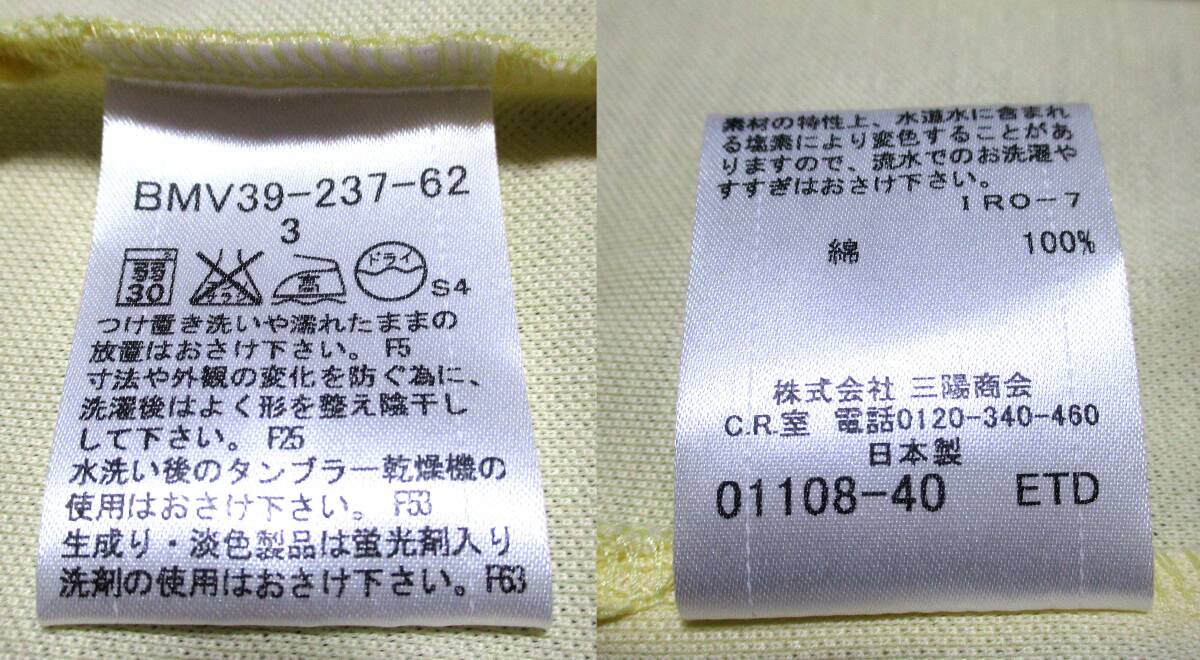 BMV39-237-62
3
弱
30
エンソ
サラシ
高
ドライ
S4
つけ置き洗いや濡れたままの
放置はおさけ下さい。 F5
寸法や外観の変化を防ぐ為に、
洗濯後はよく形を整え陰干し
して下さい。 F25
水洗い後のタンブラー乾燥機の
使用はおさけ下さい。 F53
生成り・淡色製品は蛍光剤入り
洗剤の使用はおさけ下さい。F63
素材の特性上、水道水に含まれ
る塩素により変色することがあ
りますので、流水でのお洗濯や
すすぎはおさけ下さい。
IRO-7
綿 100%
株式会社 三陽商会
C.R.室 電話0120-340-460
日本製
01108-40 ETD